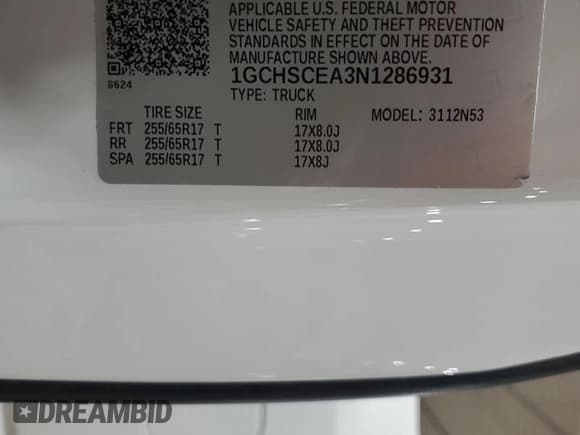 APPLICABLE U.S. FEDERAL MOTOR
VEHICLE SAFETY AND THEFT PREVENTION
STANDARDS IN EFFECT ON THE DATE OF
MANUFACTURE SHOWN ABOVE.
8624
1GCHSCEA3N1286931
TYPE: TRUCK
TIRE SIZE RIM MODEL: 3112N53
FRT 255/65R17 T 17X8.0J
RR 255/65R17 T 17X8.0J
SPA 255/65R17 T 17X8J
DREAMBID